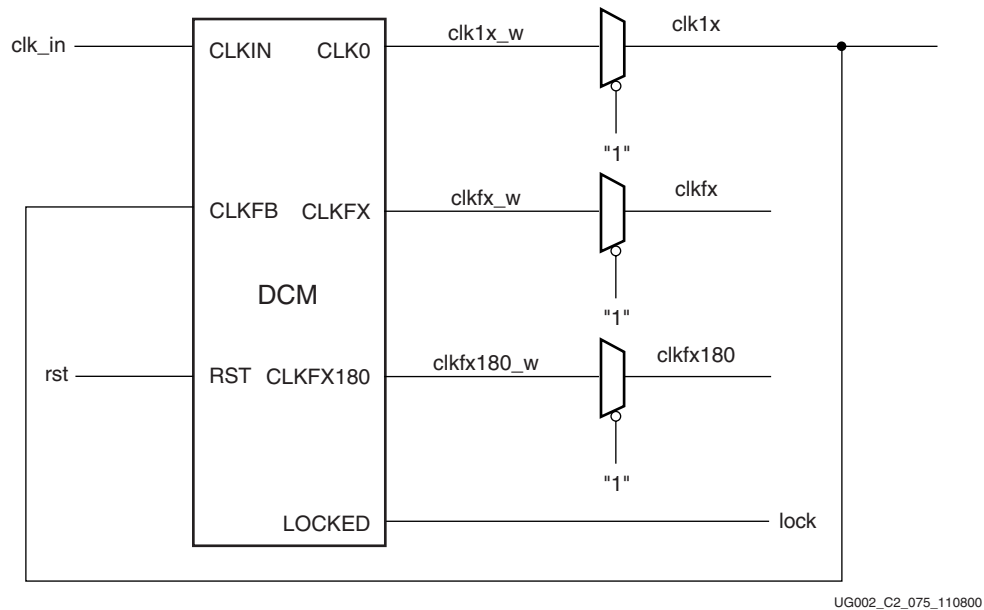 clk_in
CLKIN
CLK0
clk1x_w
clk1x
"1"
CLKFB
CLKFX
clkfx_w
clkfx
DCM
"1"
rst
RST
CLKFX180
clkfx180_w
clkfx180
"1"
LOCKED
lock
UG002_C2_075_110800